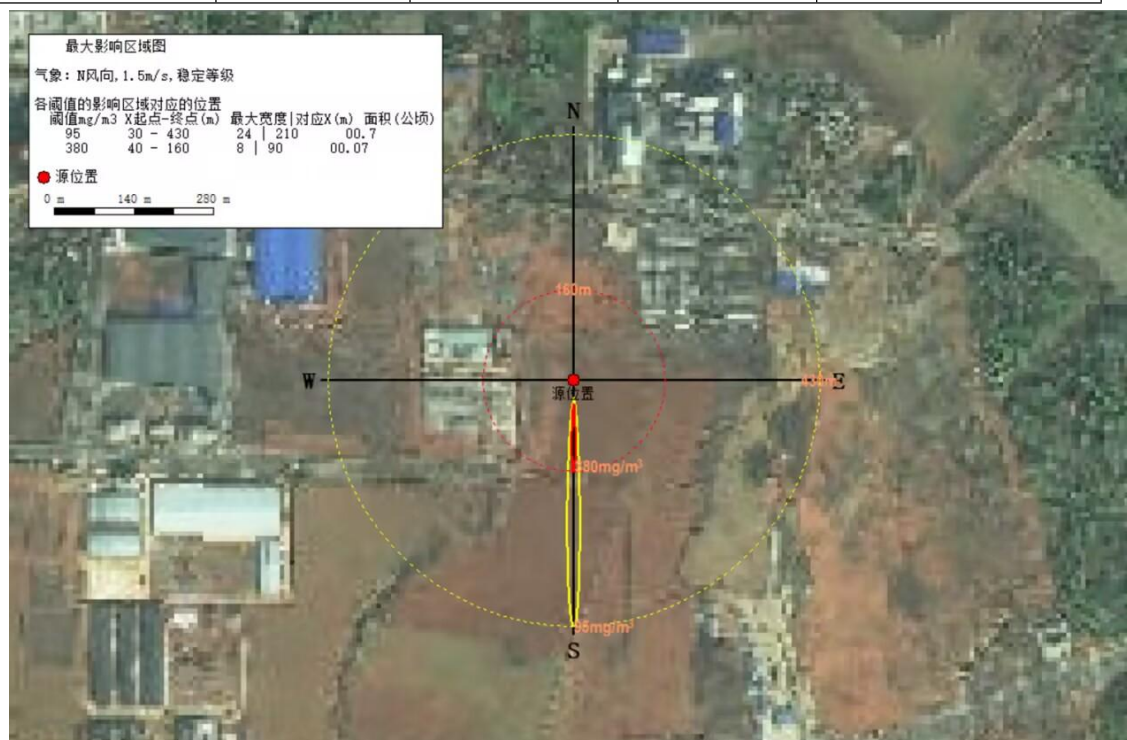 最大影响区域图
气象: N风向,1.5m/s,稳定等级
各阈值的影响区域对应的位置
阈值mg/m3 X起点-终点(m) 最大宽度|对应X(m) 面积(公顷)
95 30 - 430 24 | 210 00.7
380 40 - 160 8 | 90 00.07
源位置
0 m 140 m 280 m
N
160m
W
E
源位置
380mg/m³
95mg/m³
S